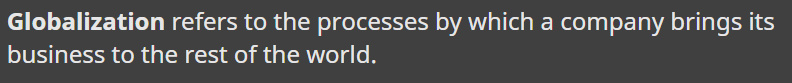 Globalization refers to the processes by which a company brings its
business to the rest of the world.